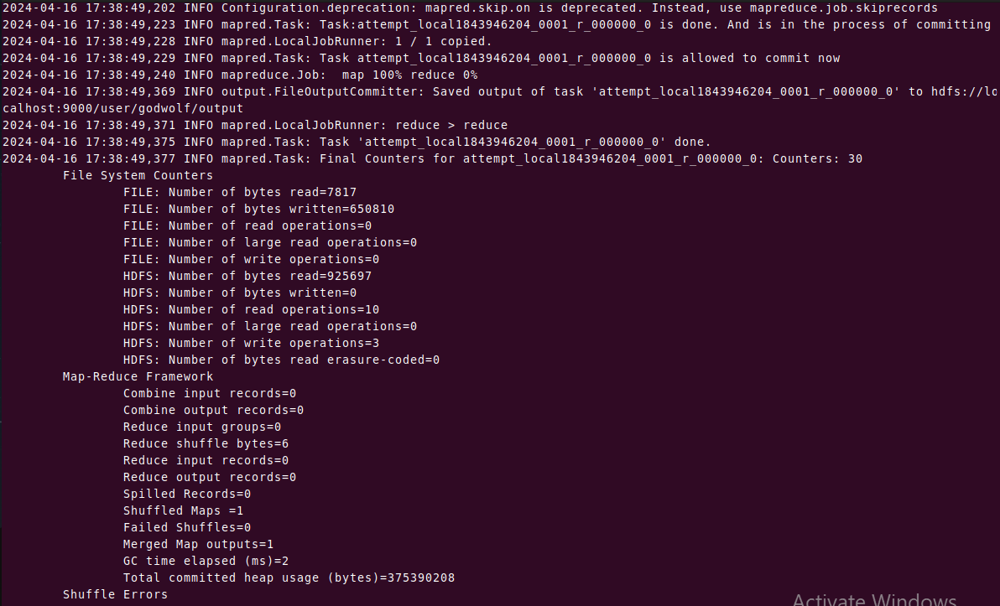 2024-04-16 17:38:49,202 INFO Configuration.deprecation: mapred.skip.on is deprecated. Instead, use mapreduce.job.skiprecords
2024-04-16 17:38:49,223 INFO mapred.Task: Task:attempt_local1843946204_0001_r_000000_0 is done. And is in the process of committing
2024-04-16 17:38:49,228 INFO mapred.LocalJobRunner: 1 / 1 copied.
2024-04-16 17:38:49,229 INFO mapred.Task: Task attempt_local1843946204_0001_r_000000_0 is allowed to commit now
2024-04-16 17:38:49,240 INFO mapreduce.Job:  map 100% reduce 0%
2024-04-16 17:38:49,369 INFO output.FileOutputCommitter: Saved output of task 'attempt_local1843946204_0001_r_000000_0' to hdfs://lo
calhost:9000/user/godwolf/output
2024-04-16 17:38:49,371 INFO mapred.LocalJobRunner: reduce > reduce
2024-04-16 17:38:49,375 INFO mapred.Task: Task 'attempt_local1843946204_0001_r_000000_0' done.
2024-04-16 17:38:49,377 INFO mapred.Task: Final Counters for attempt_local1843946204_0001_r_000000_0: Counters: 30
File System Counters
FILE: Number of bytes read=7817
FILE: Number of bytes written=650810
FILE: Number of read operations=0
FILE: Number of large read operations=0
FILE: Number of write operations=0
HDFS: Number of bytes read=925697
HDFS: Number of bytes written=0
HDFS: Number of read operations=10
HDFS: Number of large read operations=0
HDFS: Number of write operations=3
HDFS: Number of bytes read erasure-coded=0
Map-Reduce Framework
Combine input records=0
Combine output records=0
Reduce input groups=0
Reduce shuffle bytes=6
Reduce input records=0
Reduce output records=0
Spilled Records=0
Shuffled Maps =1
Failed Shuffles=0
Merged Map outputs=1
GC time elapsed (ms)=2
Total committed heap usage (bytes)=375390208
Shuffle Errors
Activate Windows